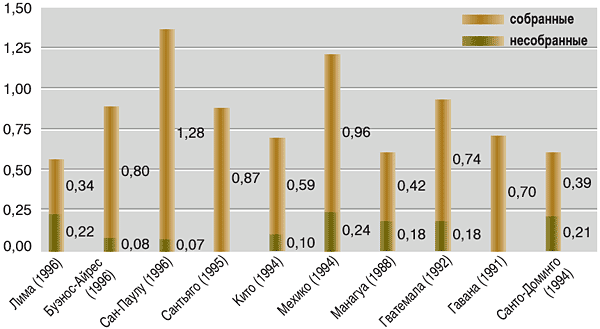 1,50
1,25
1,00
0,75
0,50
0,25
0,00
собранные
несобранные
0,34
0,22
0,80
0,08
1,28
0,07
0,87
0,59
0,10
0,96
0,24
0,42
0,18
0,74
0,18
0,70
0,39
0,21
Лима (1996)
Буэнос-Айрес
(1996)
Сан-Паулу (1996)
Сантьяго (1995)
Кито (1994)
Мехико (1994)
Манагуа (1988)
Гватемала (1992)
Гавана (1991)
Санто-Доминго
(1994)